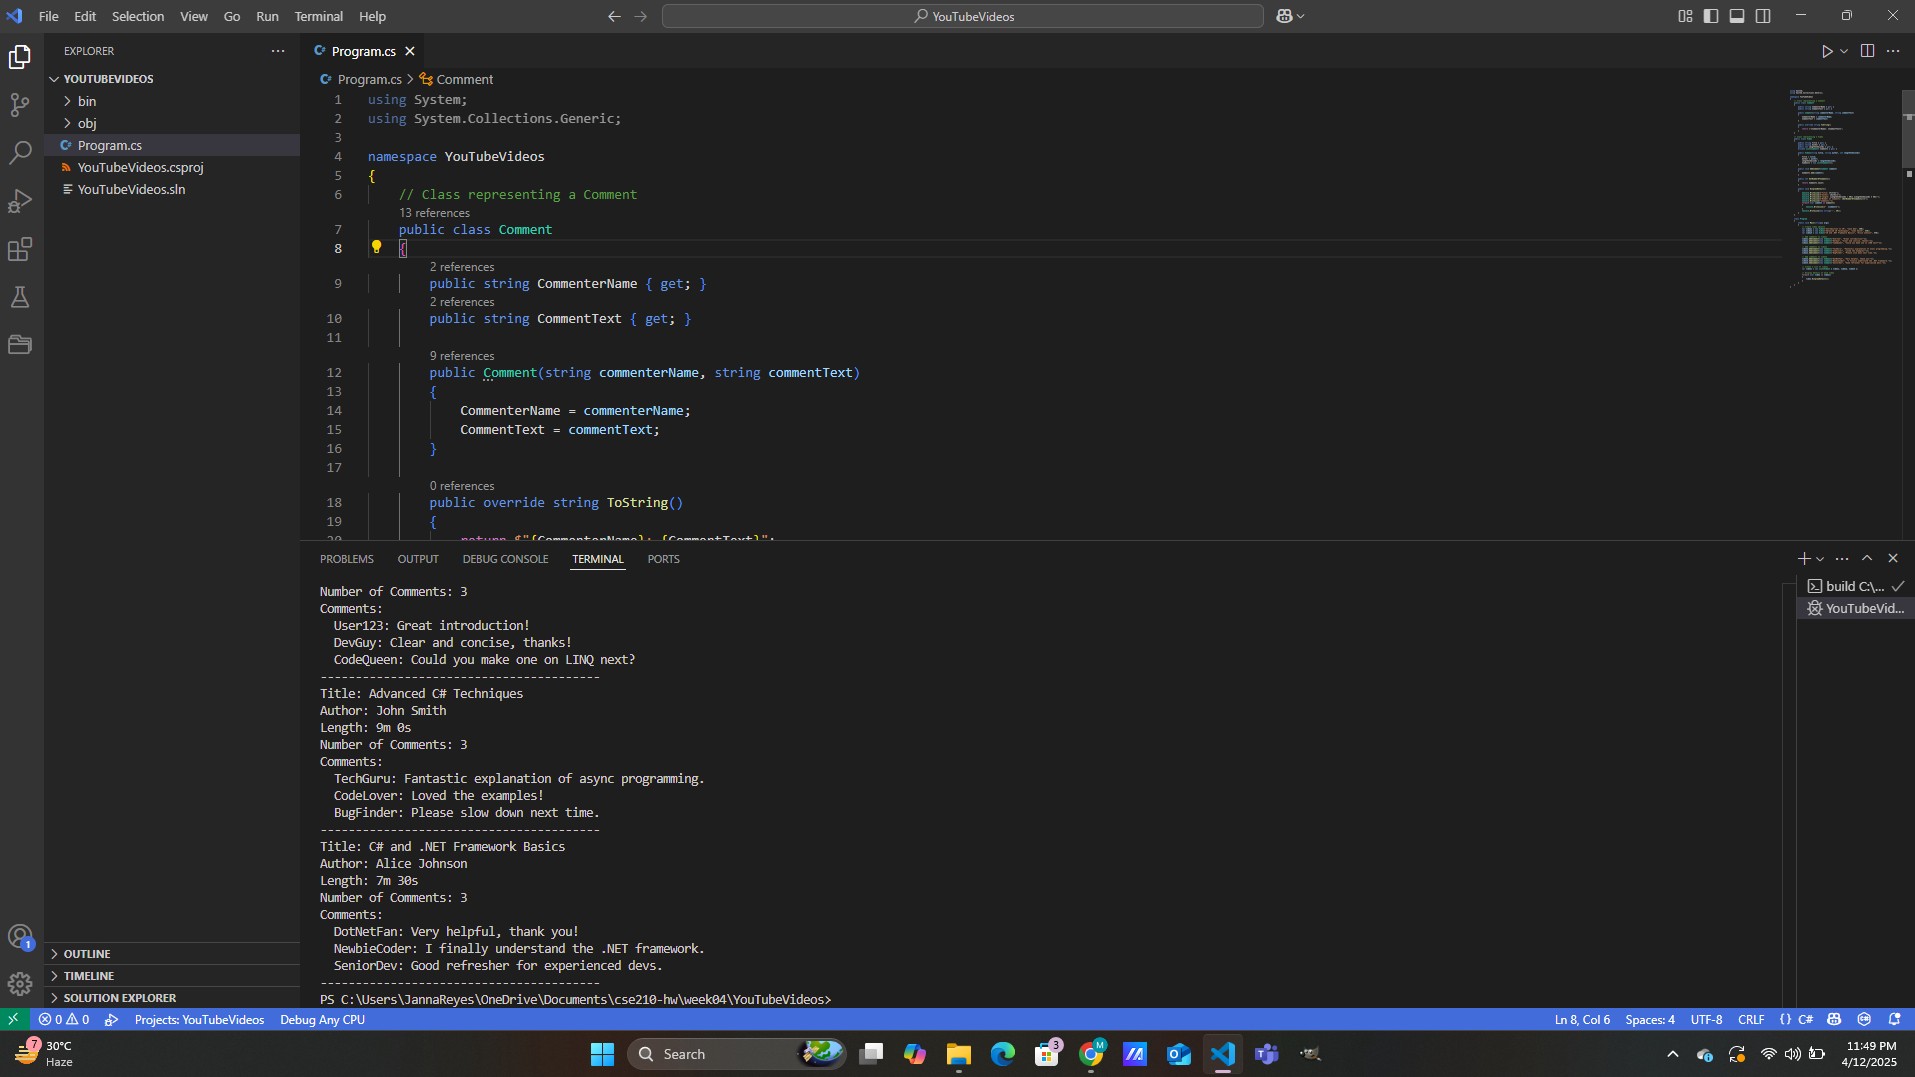 File Edit Selection View Go Run Terminal Help
YouTubeVideos
EXPLORER
YOUTUBEVIDEOS
bin
obj
Program.cs
YouTubeVideos.csproj
YouTubeVideos.sln
OUTLINE
TIMELINE
SOLUTION EXPLORER
Program.cs
Program.cs > Comment
1 using System;
2 using System.Collections.Generic;
3
4 namespace YouTubeVideos
5 {
6 // Class representing a Comment
13 references
7 public class Comment
8 {
2 references
9 public string CommenterName { get; }
2 references
10 public string CommentText { get; }
11
9 references
12 public Comment(string commenterName, string commentText)
13 {
14 CommenterName = commenterName;
15 CommentText = commentText;
16 }
17
0 references
18 public override string ToString()
19 {
20 return $"{CommenterName}: {CommentText}";
PROBLEMS OUTPUT DEBUG CONSOLE TERMINAL PORTS
Number of Comments: 3
Comments:
User123: Great introduction!
DevGuy: Clear and concise, thanks!
CodeQueen: Could you make one on LINQ next?
----------------------------------------
Title: Advanced C# Techniques
Author: John Smith
Length: 9m 0s
Number of Comments: 3
Comments:
TechGuru: Fantastic explanation of async programming.
CodeLover: Loved the examples!
BugFinder: Please slow down next time.
----------------------------------------
Title: C# and .NET Framework Basics
Author: Alice Johnson
Length: 7m 30s
Number of Comments: 3
Comments:
DotNetFan: Very helpful, thank you!
NewbieCoder: I finally understand the .NET framework.
SeniorDev: Good refresher for experienced devs.
----------------------------------------
PS C:\Users\JannaReyes\OneDrive\Documents\cse210-hw\week04\YouTubeVideos>
build C:\...
YouTubeVid...
0 0 Projects: YouTubeVideos Debug Any CPU
Ln 8, Col 6 Spaces: 4 UTF-8 CRLF {} C#
7
30°C
Haze
Search
3
M
11:49 PM
4/12/2025
1